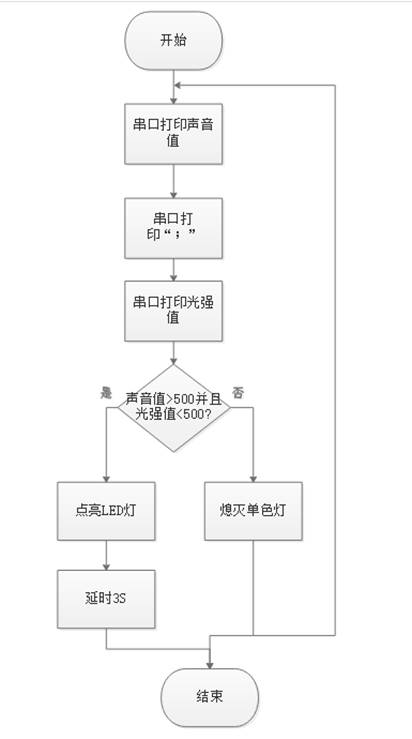 开始
串口打印声音
值
串口打
印“；”
串口打印光强
值
是
声音值>500并且
光强值<500?
否
点亮LED灯
熄灭单色灯
延时3S
结束